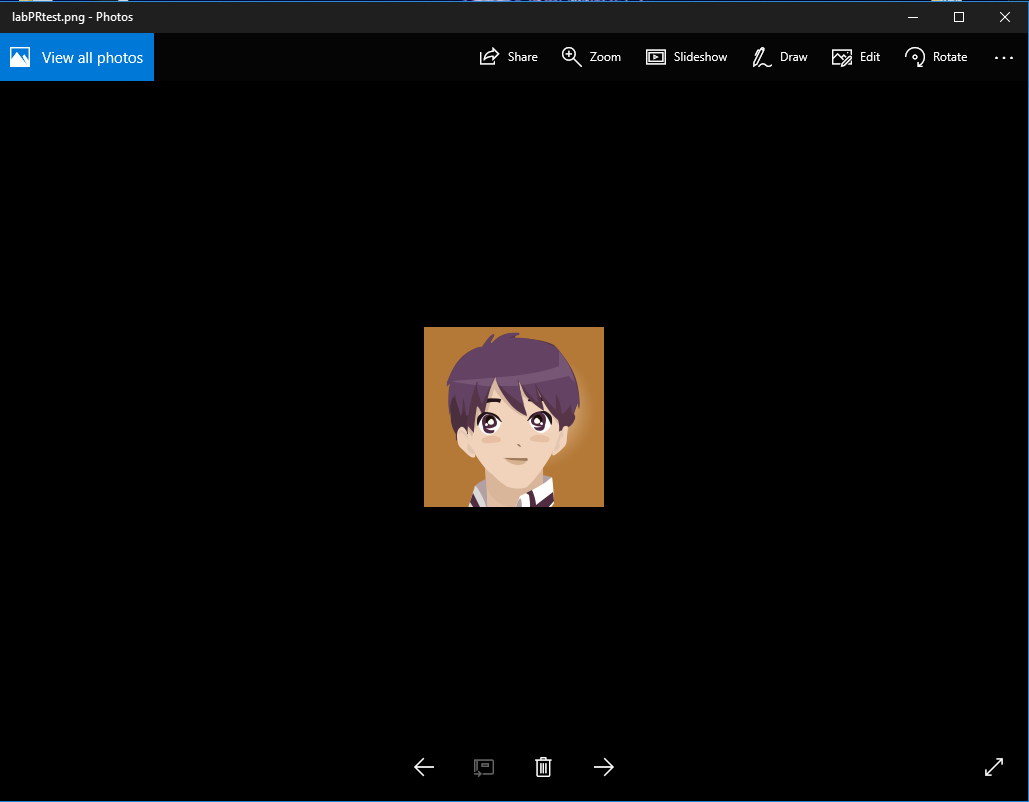 labPRtest.png - Photos
View all photos
Share
Zoom
Slideshow
Draw
Edit
Rotate